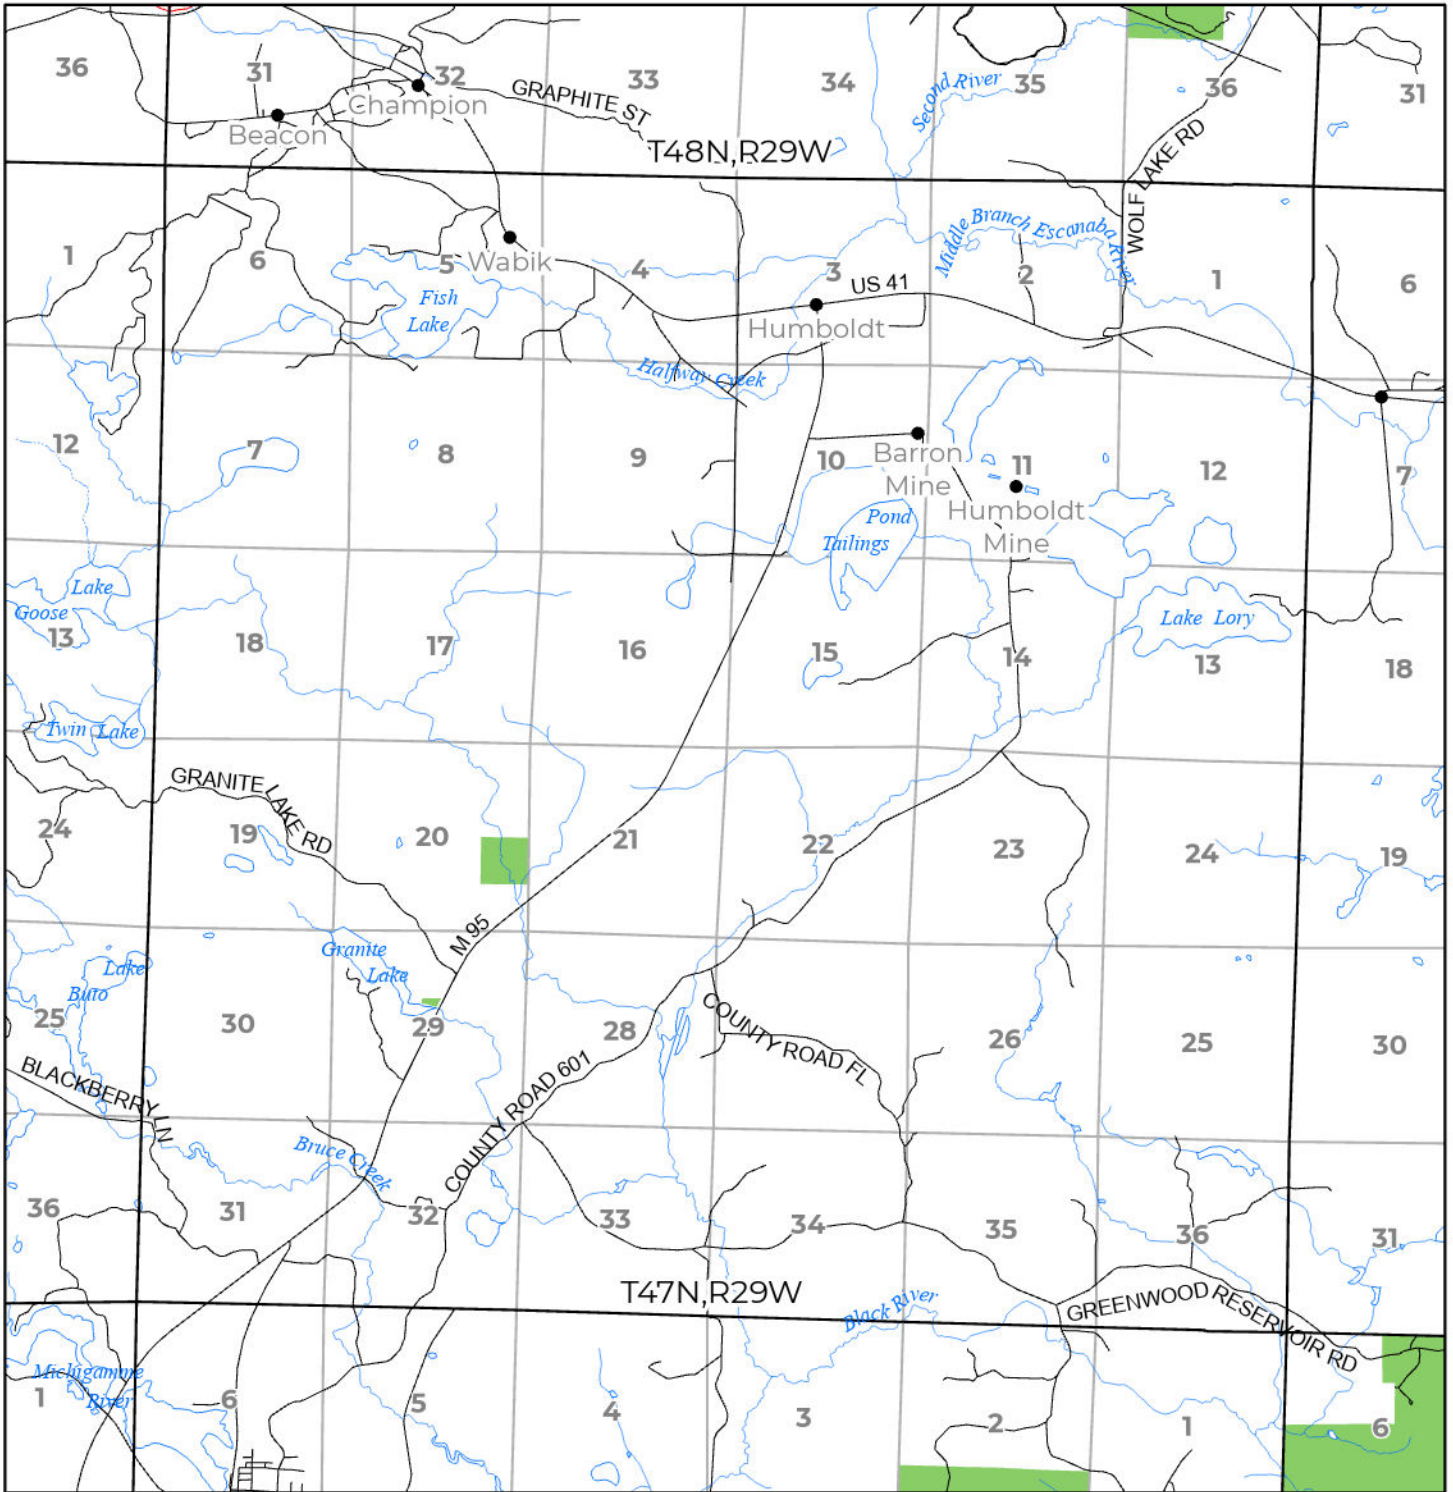 36
31
32
33
34
35
36
31
Champion
GRAPHITE ST
Second River
Beacon
T48N,R29W
WOLF LAKE RD
1
6
5
Wabik
4
3
Middle Branch Escanaba River
2
1
6
Fish
Lake
US 41
Humboldt
Halfway Creek
12
7
8
9
10
Barron
Mine
11
12
7
Humboldt
Mine
Pond
Tailings
Lake
Goose
13
18
17
16
15
14
Lake Lory
13
18
Twin Lake
GRANITE LAKE RD
24
19
20
21
22
23
24
19
M 95
Granite
Lake
Lake
Buto
25
30
29
28
COUNTY ROAD FL
26
25
30
BLACKBERRY LN
COUNTY ROAD 601
Bruce Creek
36
31
32
33
34
35
36
31
T47N,R29W
Black River
GREENWOOD RESERVOIR RD
Michigamme
River
1
6
5
4
3
2
1
6